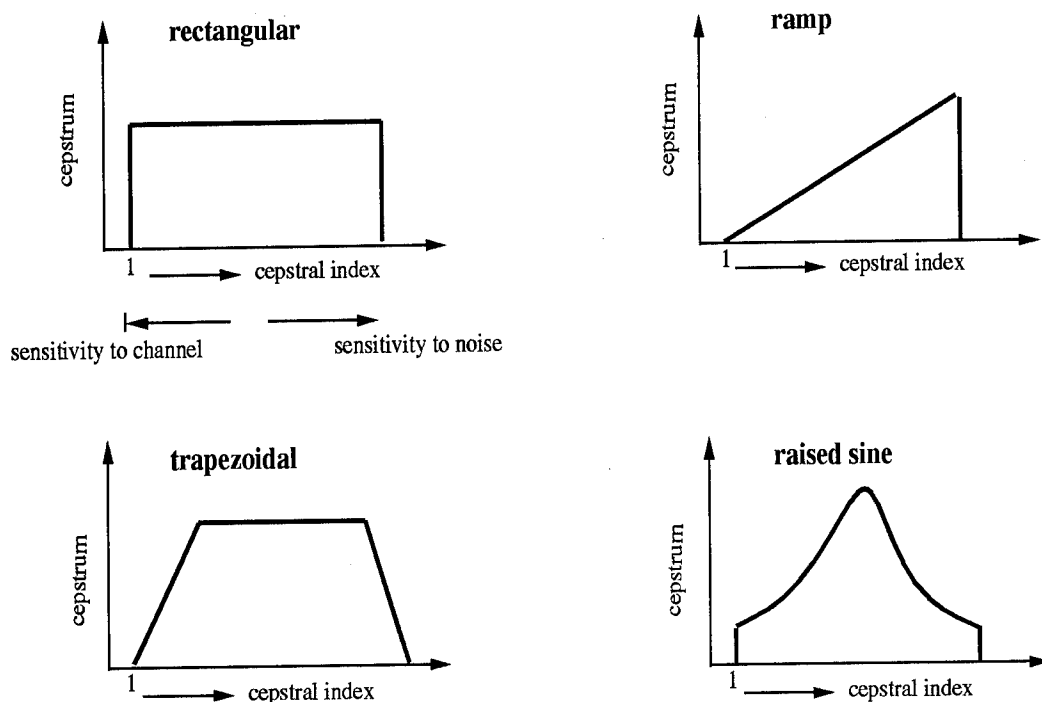 rectangular
cepstrum
1
cepstral index
sensitivity to channel
sensitivity to noise
ramp
cepstrum
1
cepstral index
trapezoidal
cepstrum
1
cepstral index
raised sine
cepstrum
1
cepstral index